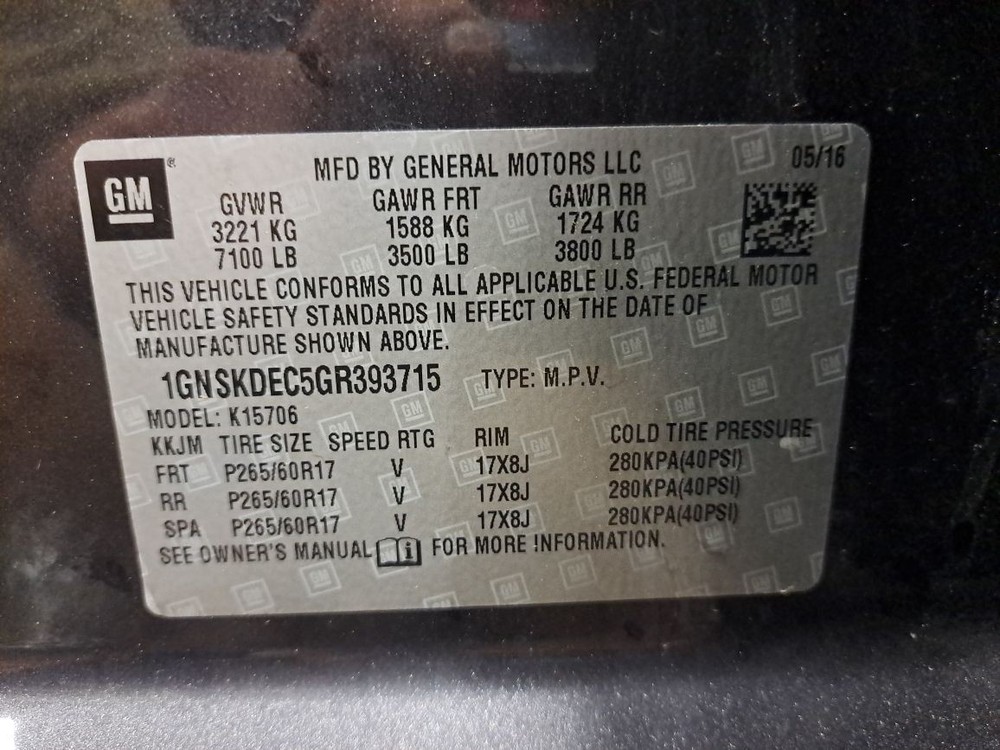 GM ®
MFD BY GENERAL MOTORS LLC 05/16
GVWR GAWR FRT GAWR RR
3221 KG 1588 KG 1724 KG
7100 LB 3500 LB 3800 LB
THIS VEHICLE CONFORMS TO ALL APPLICABLE U.S. FEDERAL MOTOR
VEHICLE SAFETY STANDARDS IN EFFECT ON THE DATE OF
MANUFACTURE SHOWN ABOVE.
1GNSKDEC5GR393715 TYPE: M.P.V.
MODEL: K15706
KKJM TIRE SIZE SPEED RTG RIM COLD TIRE PRESSURE
FRT P265/60R17 V 17X8J 280KPA(40PSI)
RR P265/60R17 V 17X8J 280KPA(40PSI)
SPA P265/60R17 V 17X8J 280KPA(40PSI)
SEE OWNER'S MANUAL i FOR MORE INFORMATION.